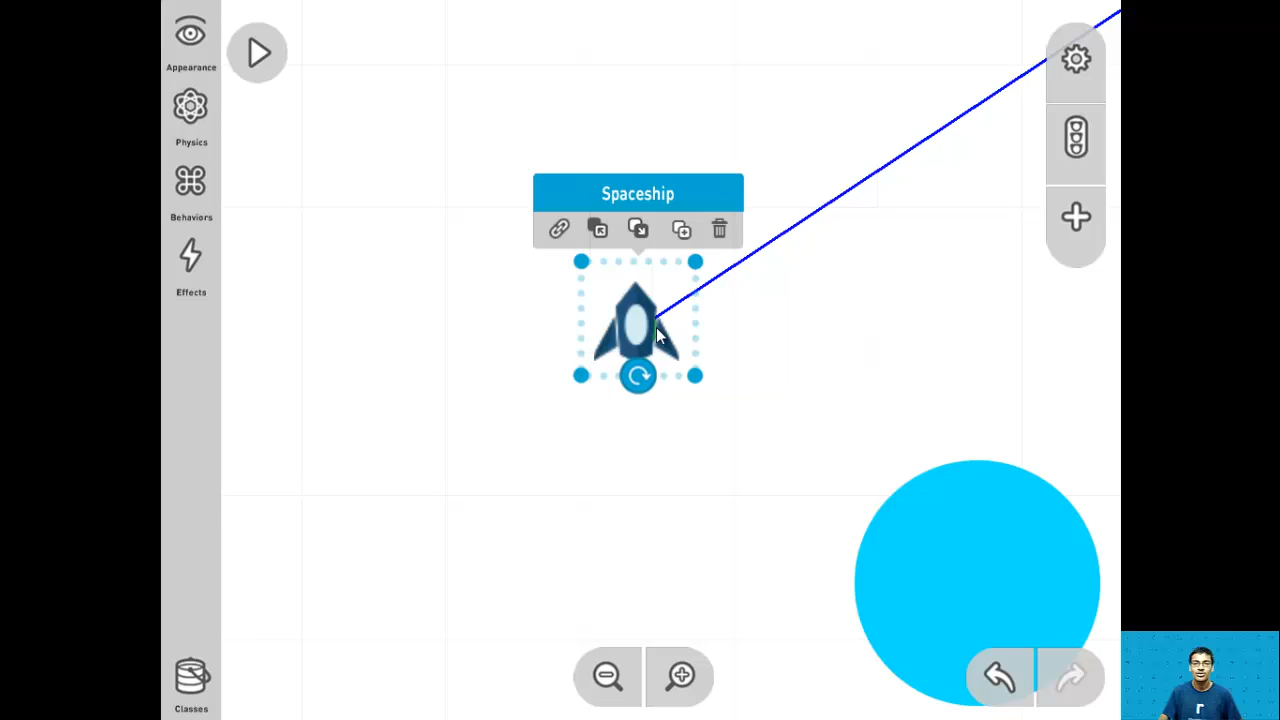 Appearance
Physics
Behaviors
Effects
Spaceship
Classes
r